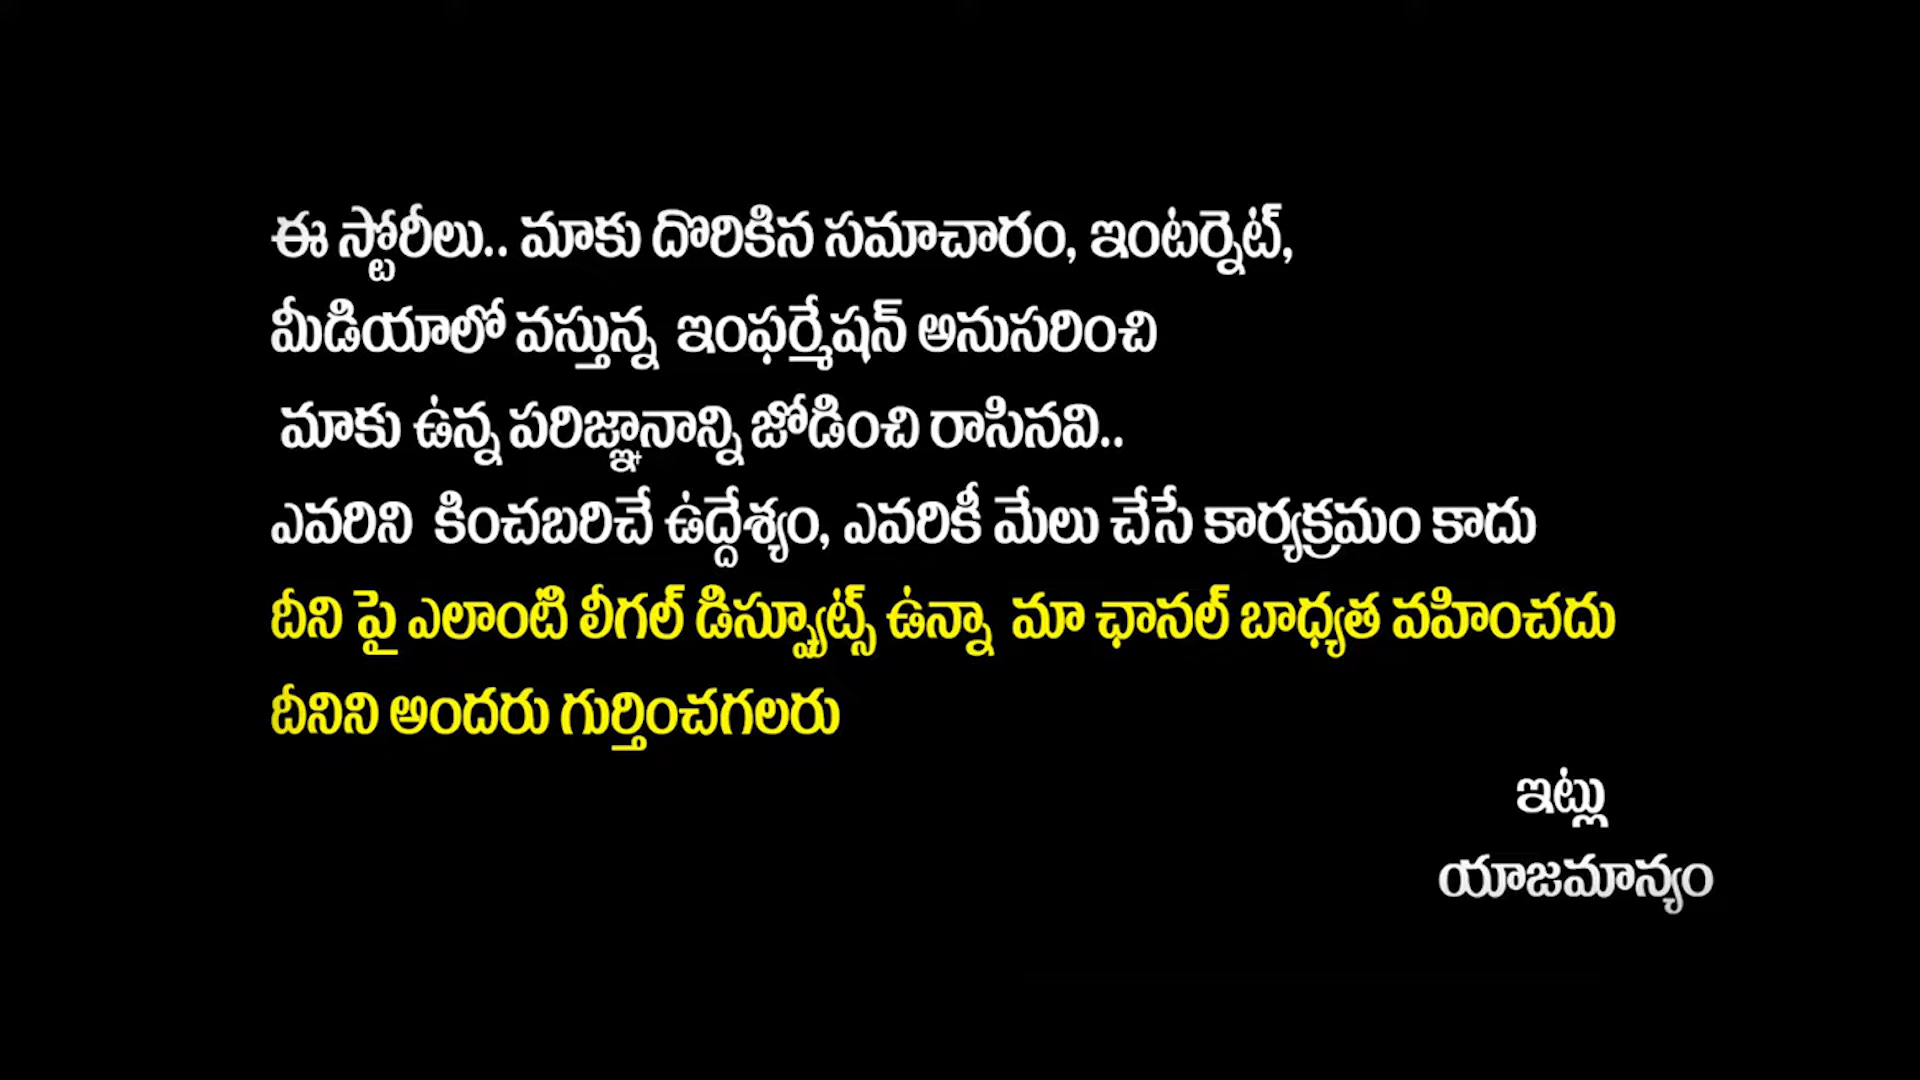 ఈ స్టోరీలు.. మాకు దొరికిన సమాచారం, ఇంటర్నెట్,
మీడియాలో వస్తున్న ఇంఫర్మేషన్ అనుసరించి
మాకు ఉన్న పరిజ్ఞానాన్ని జోడించి రాసినవి..
ఎవరిని కించబరిచే ఉద్దేశ్యం, ఎవరికీ మేలు చేసే కార్యక్రమం కాదు
దీని పై ఎలాంటి లీగల్ డిస్ప్యూట్స్ ఉన్నా మా ఛానల్ బాధ్యత వహించదు
దీనిని అందరు గుర్తించగలరు
ఇట్లు
యాజమాన్యం